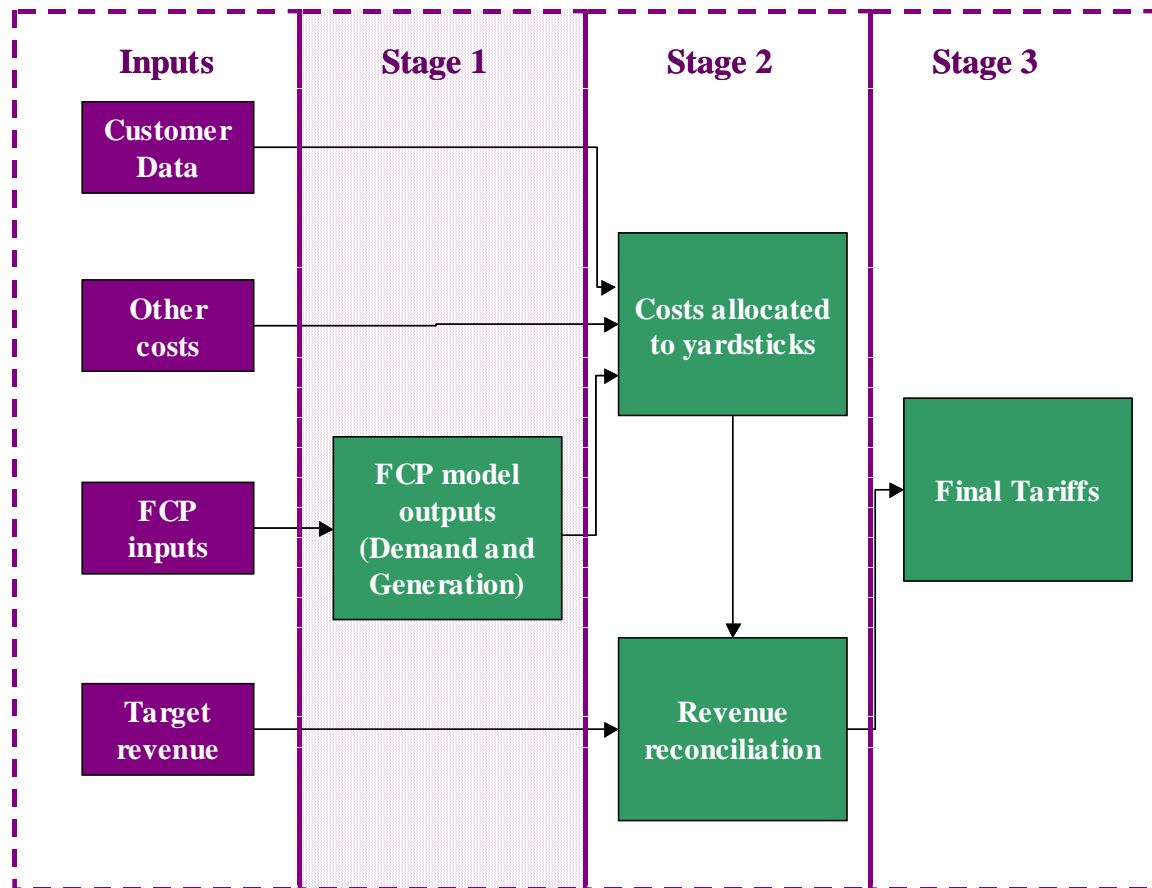 Inputs
Stage 1
Stage 2
Stage 3
Customer
Data
Other
costs
FCP
inputs
Target
revenue
FCP model
outputs
(Demand and
Generation)
Costs allocated
to yardsticks
Revenue
reconciliation
Final Tariffs